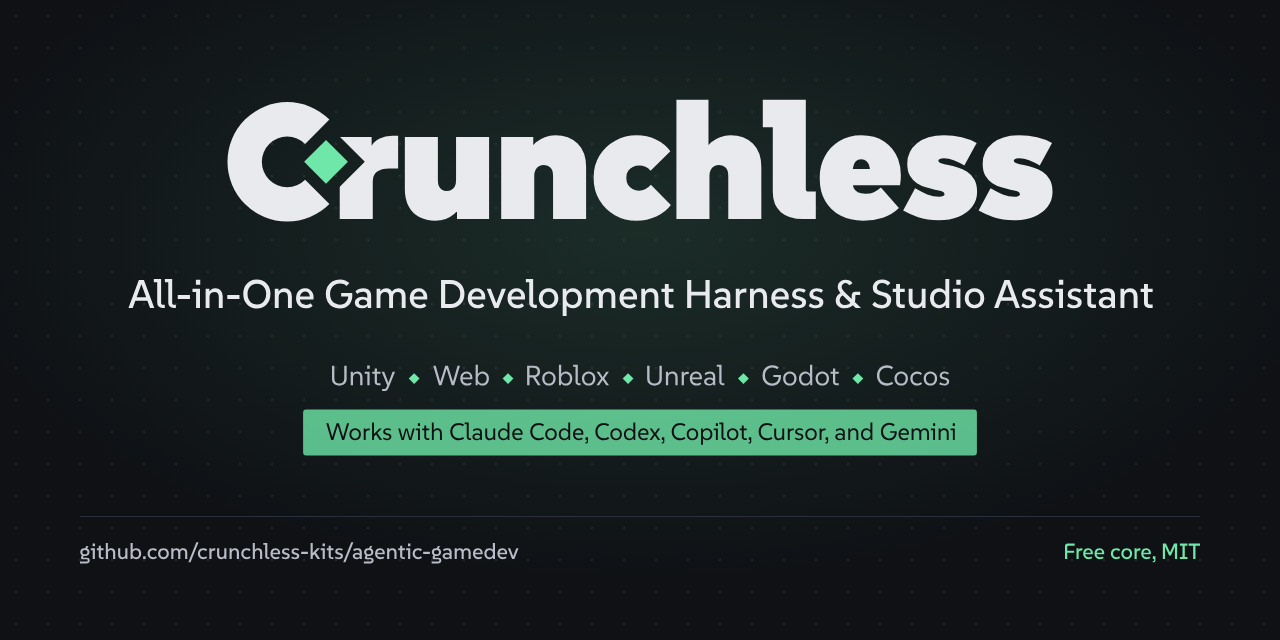 Crunchless
All-in-One Game Development Harness & Studio Assistant
Unity ◆ Web ◆ Roblox ◆ Unreal ◆ Godot ◆ Cocos
Works with Claude Code, Codex, Copilot, Cursor, and Gemini
github.com/crunchless-kits/agentic-gamedev
Free core, MIT